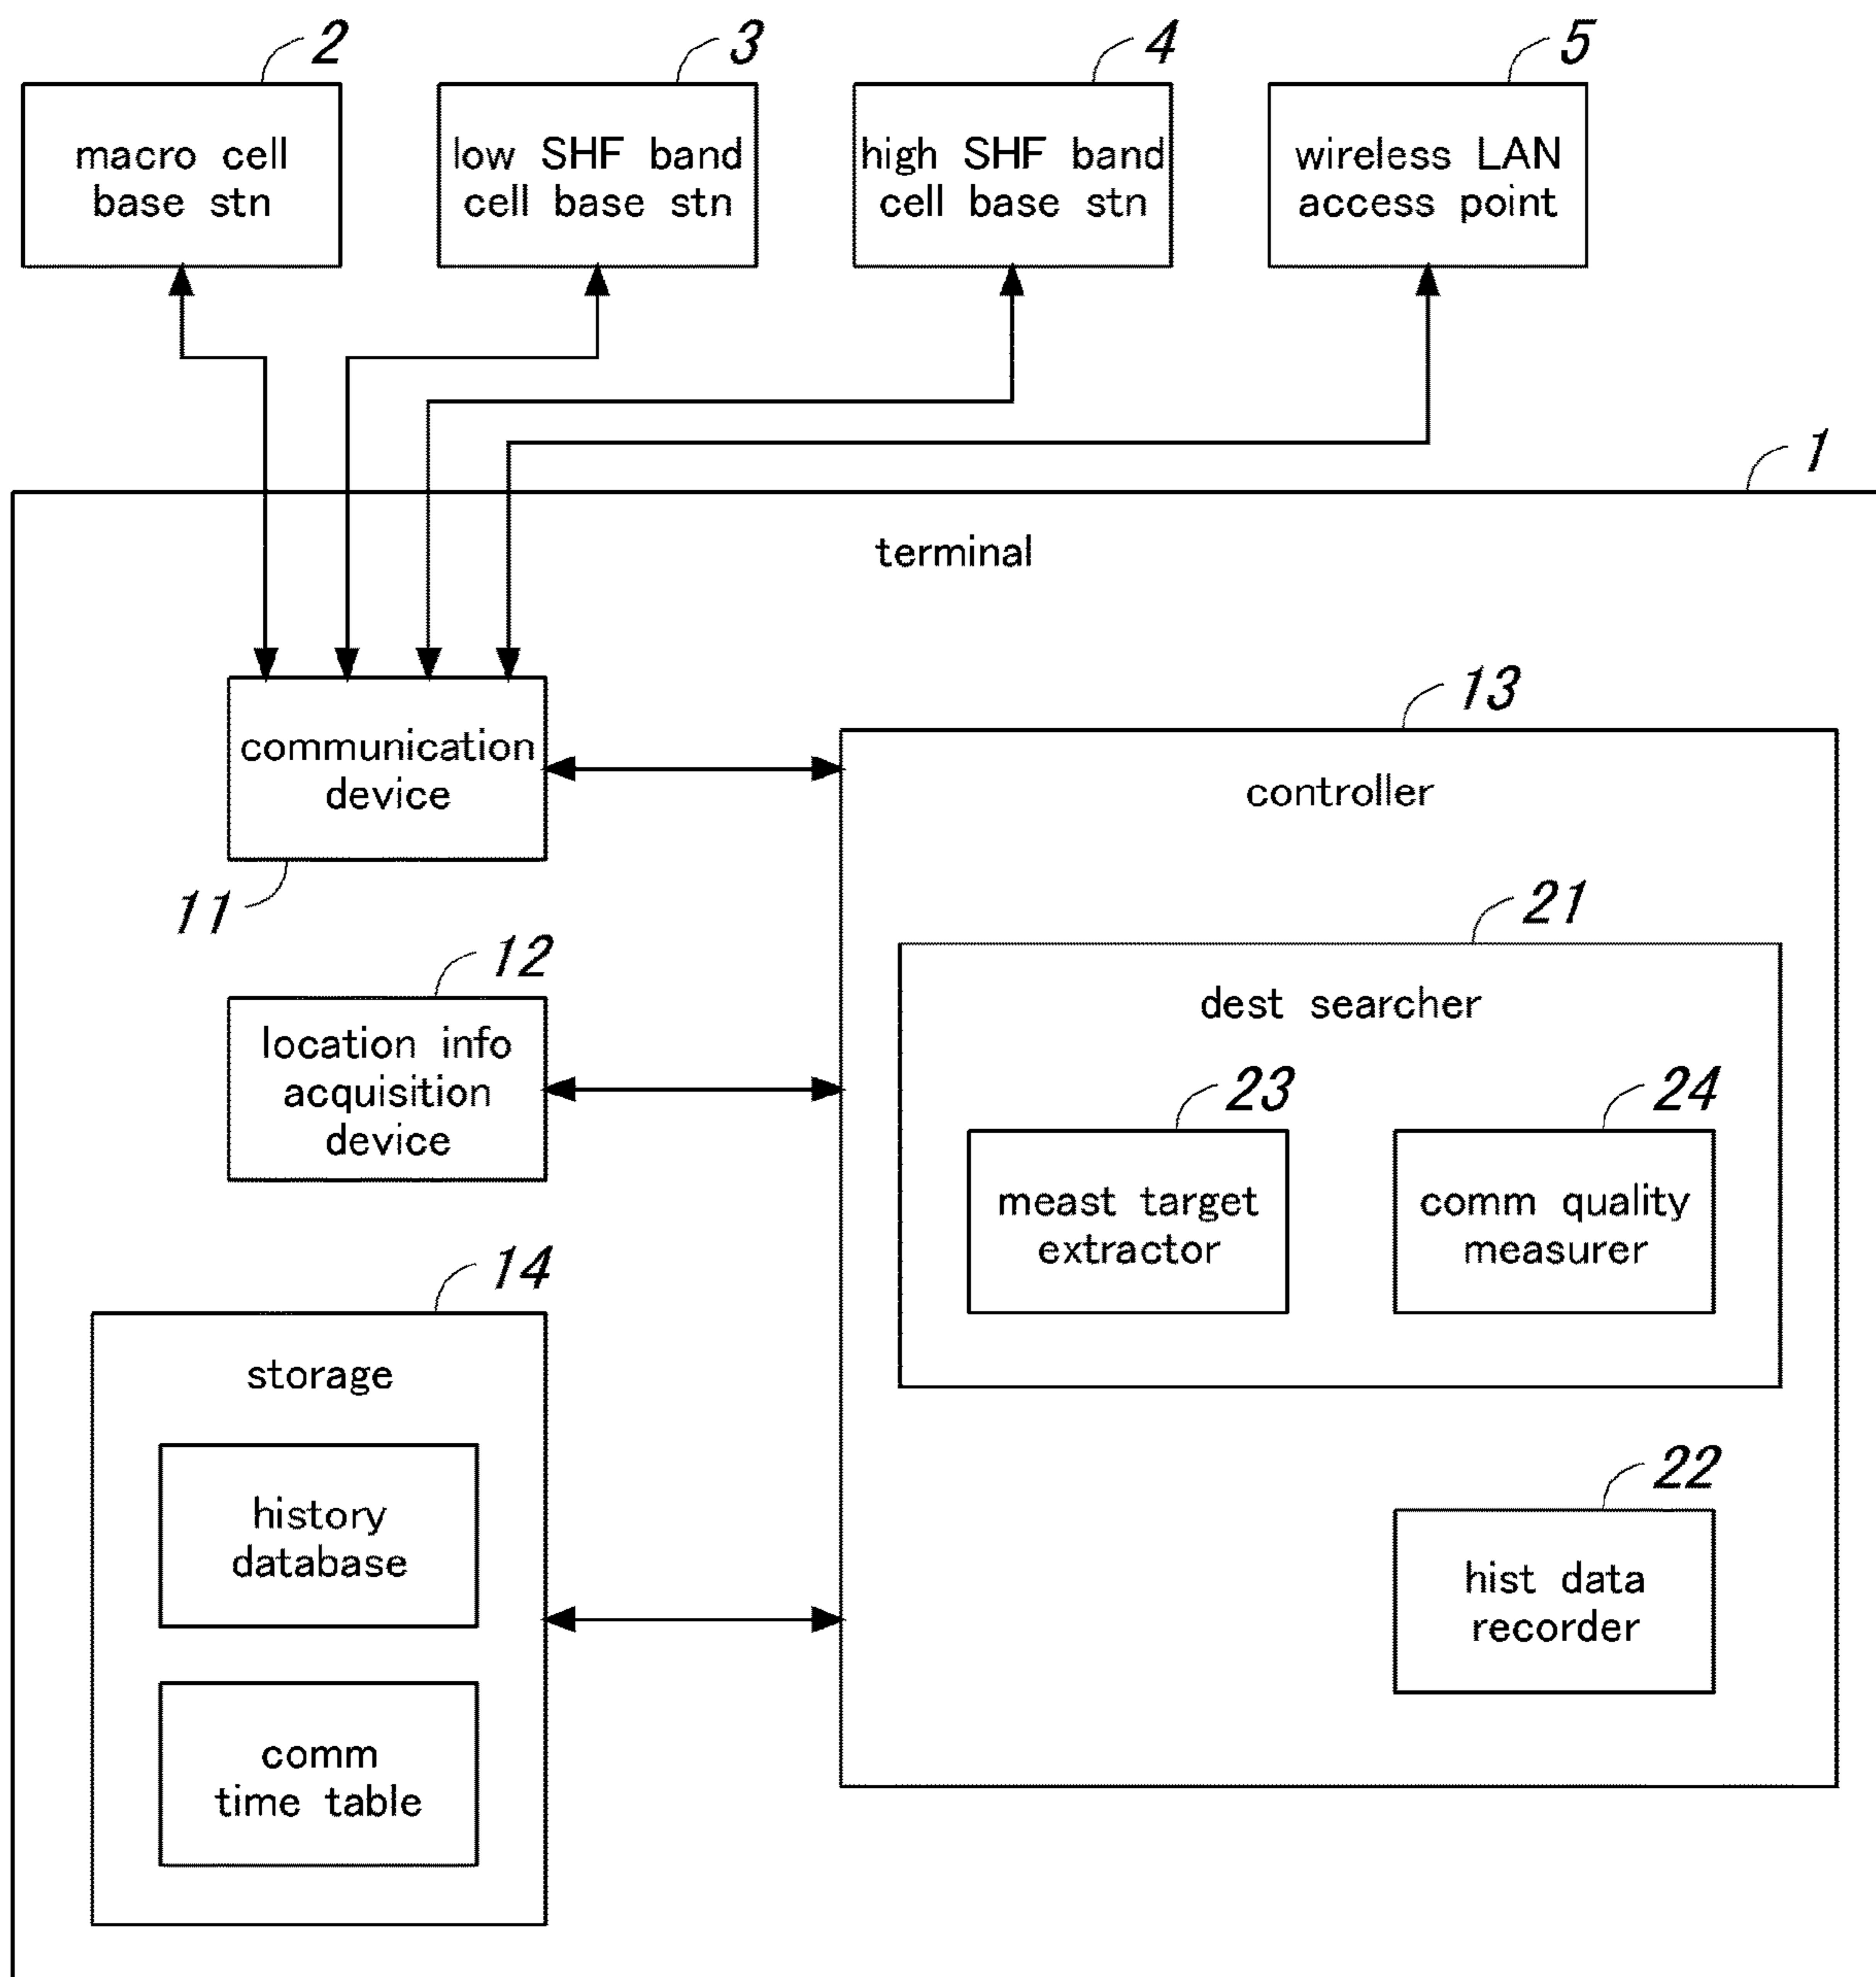 2
3
4
5
macro cell
base stn
low SHF band
cell base stn
high SHF band
cell base stn
wireless LAN
access point
1
terminal
communication
device
11
13
controller
12
location info
acquisition
device
21
dest searcher
23
meast target
extractor
24
comm quality
measurer
14
storage
history
database
comm
time table
22
hist data
recorder